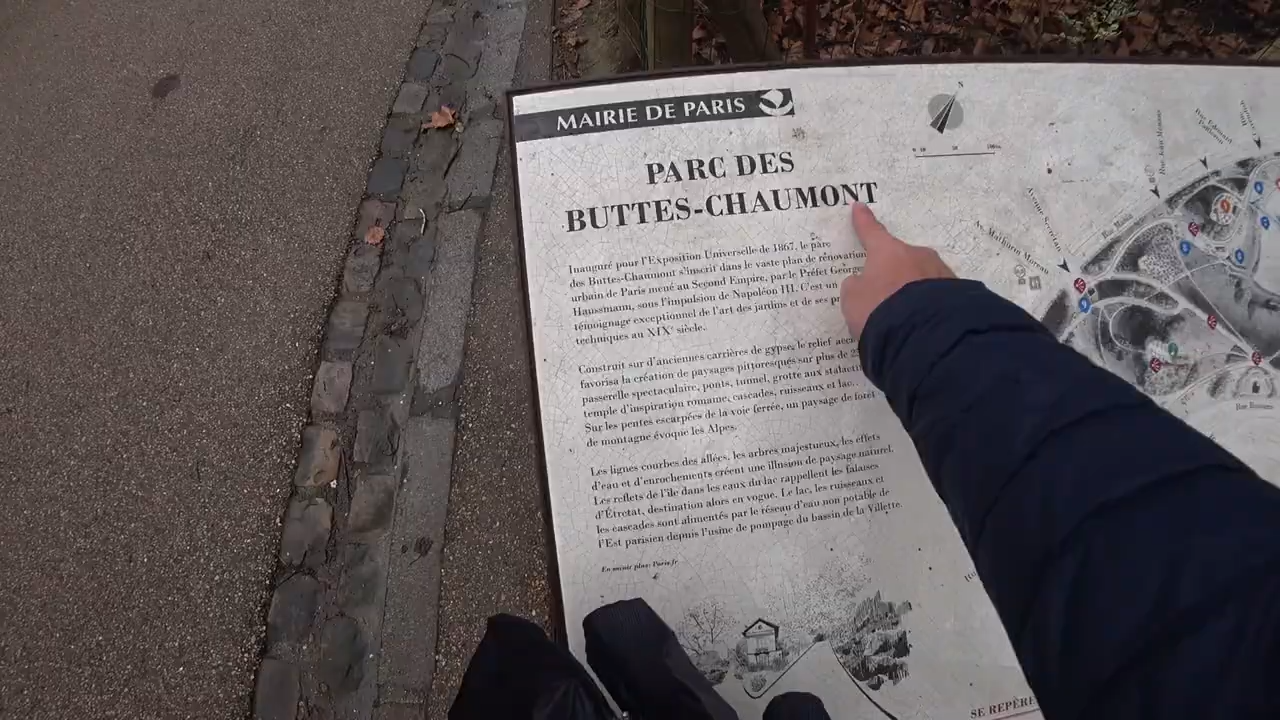 MAIRIE DE PARIS
PARC DES
BUTTES-CHAUMONT
Inauguré pour l'Exposition Universelle de 1867, le parc
des Buttes-Chaumont s'inscrit dans le vaste plan de rénovation
urbain de Paris mené au Second Empire, par le Préfet Georg
Haussmann, sous l'impulsion de Napoléon III. C'est un
témoignage exceptionnel de l'art des jardins et de ses
techniques au XIXe siècle.
Construit sur d'anciennes carrières de gypse, le relief
favorisa la création de paysages pittoresques sur plus de
passerelle spectaculaire, ponts, tunnel, grotte aux
temple d'inspiration romaine, cascades, ruisseaux et lac.
Sur les pentes escarpées de la voie ferrée, un paysage de forêt
de montagne évoque les Alpes.
Les lignes courbes des allées, les arbres majestueux, les effets
d'eau et d'enrochements créent une illusion de paysage naturel.
Les reflets de l'île dans les eaux du lac rappellent les falaises
d'Étretat, destination alors en vogue. Le lac, les ruisseaux et
les cascades sont alimentés par le réseau d'eau non potable de
l'Est parisien depuis l'usine de pompage du bassin de la Villette.
En savoir plus: Paris.fr
N
Av. Mathurin Moreau
Avenue Secrétan
Rue Manin
SE REPÈRE